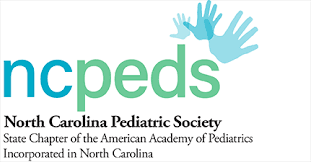 ncpeds
North Carolina Pediatric Society
State Chapter of the American Academy of Pediatrics
Incorporated in North Carolina